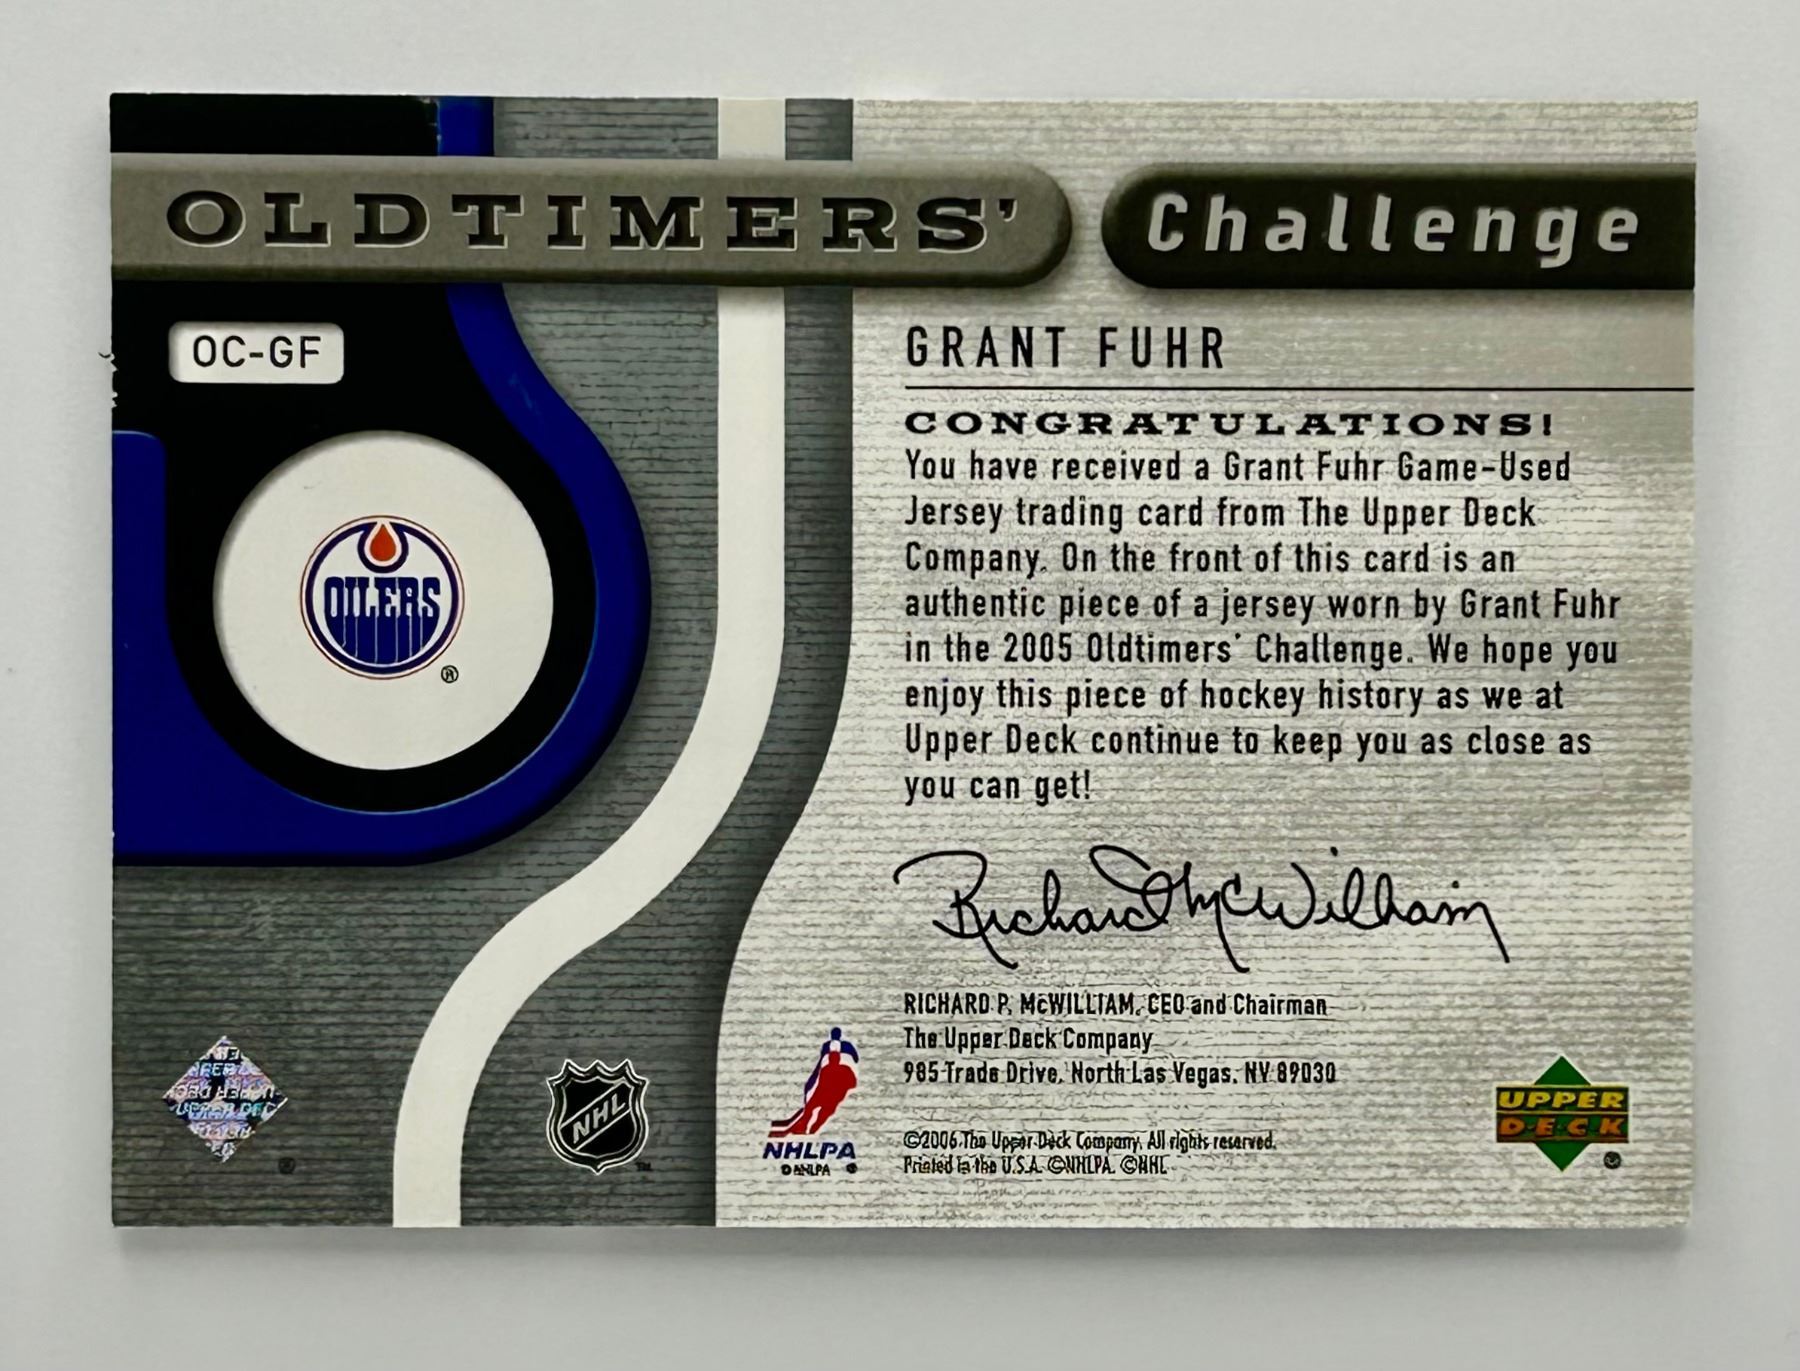 OLDTIMERS' Challenge
OC-GF
OILERS
®
GRANT FUHR
CONGRATULATIONS!
You have received a Grant Fuhr Game-Used
Jersey trading card from The Upper Deck
Company. On the front of this card is an
authentic piece of a jersey worn by Grant Fuhr
in the 2005 Oldtimers' Challenge. We hope you
enjoy this piece of hockey history as we at
Upper Deck continue to keep you as close as
you can get!
Richard McWilliam
RICHARD P. McWILLIAM, CEO and Chairman
The Upper Deck Company
985 Trade Drive, North Las Vegas, NV 89030
©2006 The Upper Deck Company. All rights reserved.
Printed in the U.S.A. ©NHLPA. ©NHL
UPPER DEC
®
NHL
™
NHLPA
©NHLPA ®
UPPER
DECK
®